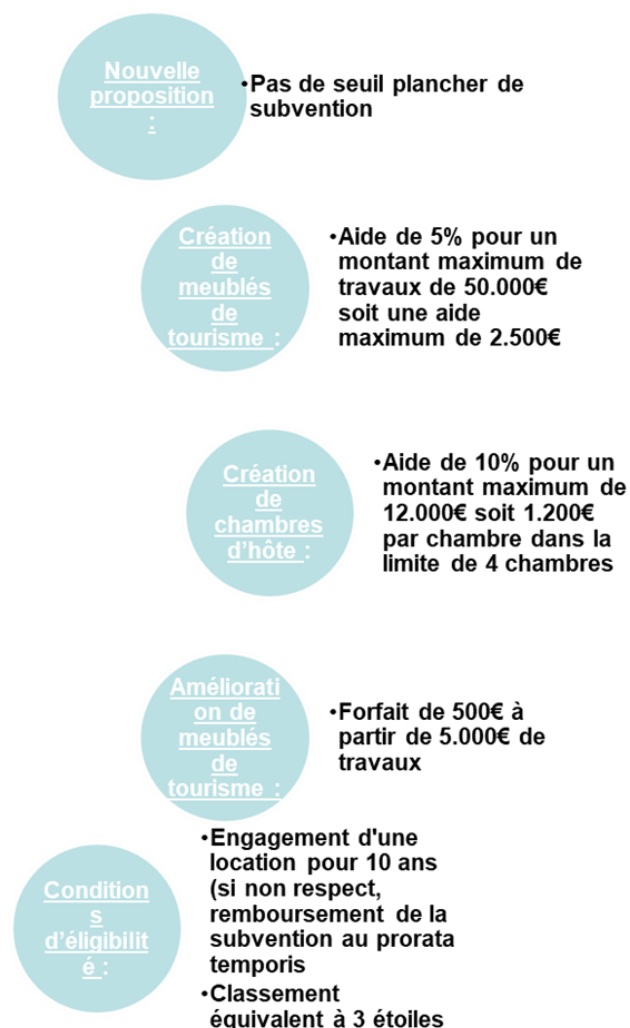 Nouvelle
proposition
:
•Pas de seuil plancher de
subvention
Création
de
meublés
de
tourisme :
•Aide de 5% pour un
montant maximum de
travaux de 50.000€
soit une aide
maximum de 2.500€
Création
de
chambres
d’hôte :
•Aide de 10% pour un
montant maximum de
12.000€ soit 1.200€
par chambre dans la
limite de 4 chambres
Améliorati
on de
meublés
de
tourisme :
•Forfait de 500€ à
partir de 5.000€ de
travaux
Condition
s
d’éligibilit
é :
•Engagement d'une
location pour 10 ans
(si non respect,
remboursement de la
subvention au prorata
temporis
•Classement
équivalent à 3 étoiles